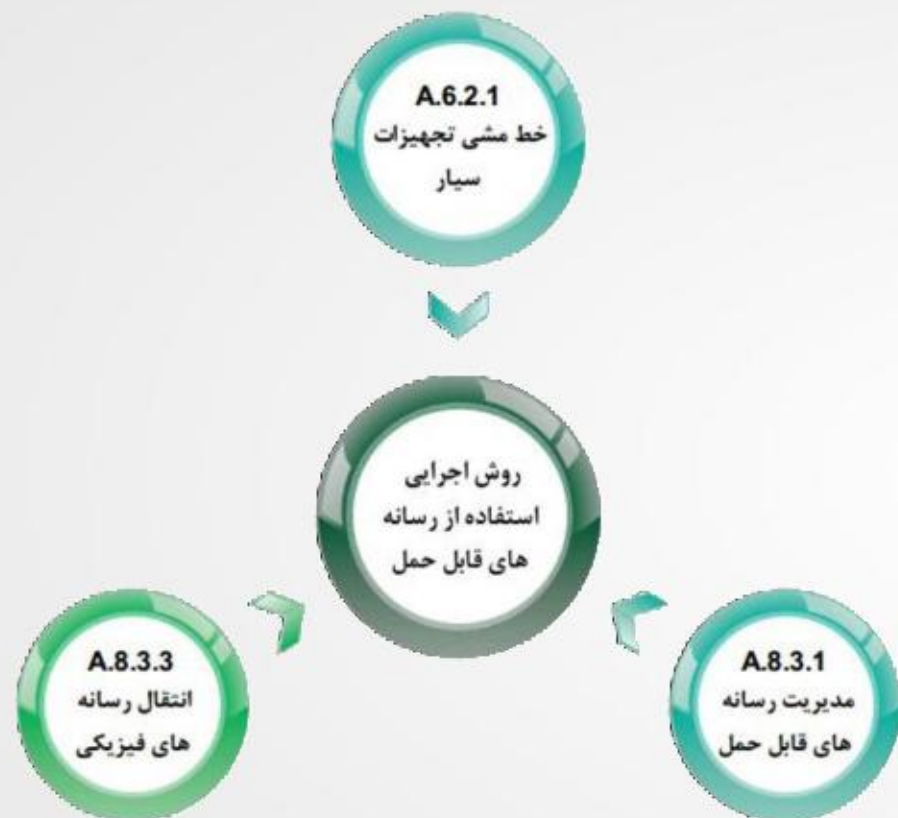 A.6.2.1
خط مشی تجهیزات
سیار
روش اجرایی
استفاده از رسانه
های قابل حمل
A.8.3.1
مدیریت رسانه
های قابل حمل
A.8.3.3
انتقال رسانه
های فیزیکی